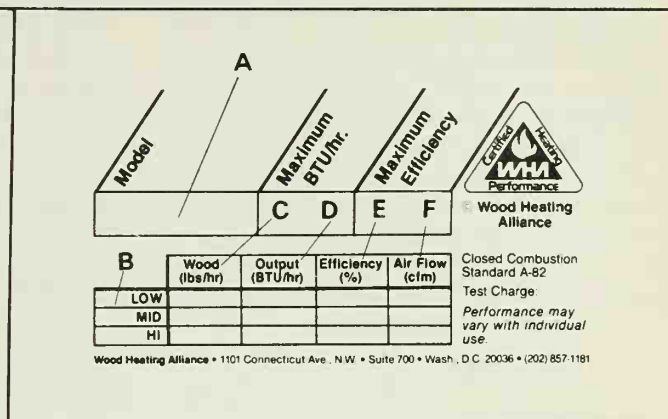 A
Model
Maximum BTU/hr.
Maximum Efficiency
Certified Heating
WHA
Performance
© Wood Heating
Alliance
C D E F
B
Wood (lbs/hr) Output (BTU/hr) Efficiency (%) Air Flow (cfm)
LOW
MID
HI
Closed Combustion
Standard A-82
Test Charge:
Performance may
vary with individual
use.
Wood Heating Alliance • 1101 Connecticut Ave., N.W. • Suite 700 • Wash., D.C. 20036 • (202) 857-1181